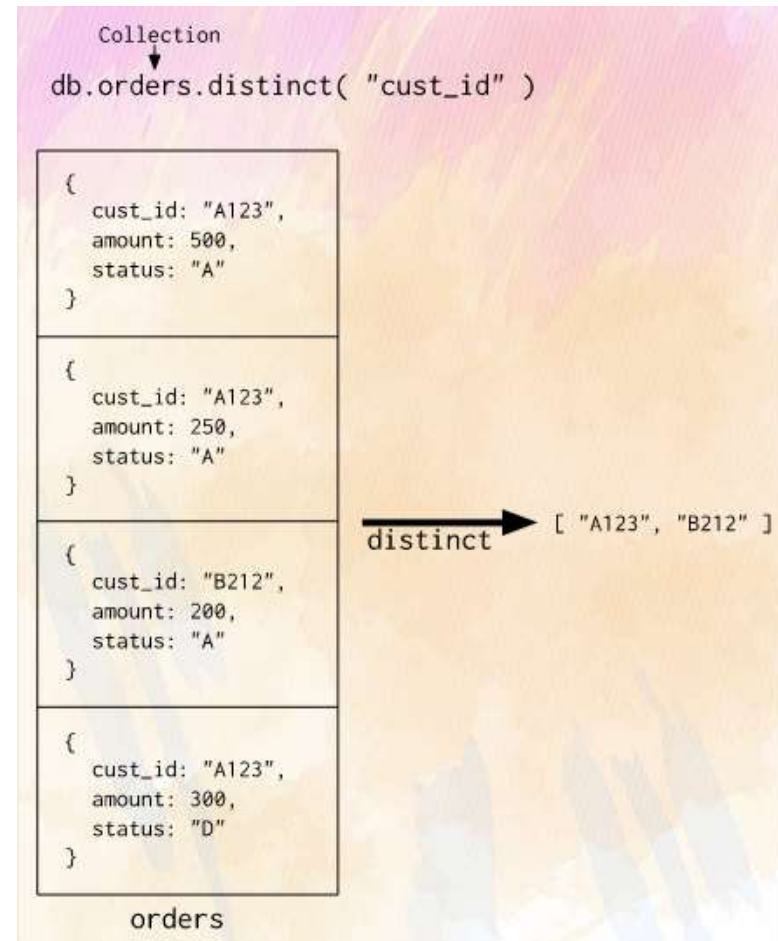 Collection
db.orders.distinct( "cust_id" )
{
cust_id: "A123",
amount: 500,
status: "A"
}
{
cust_id: "A123",
amount: 250,
status: "A"
}
{
cust_id: "B212",
amount: 200,
status: "A"
}
{
cust_id: "A123",
amount: 300,
status: "D"
}
distinct
[ "A123", "B212" ]
orders